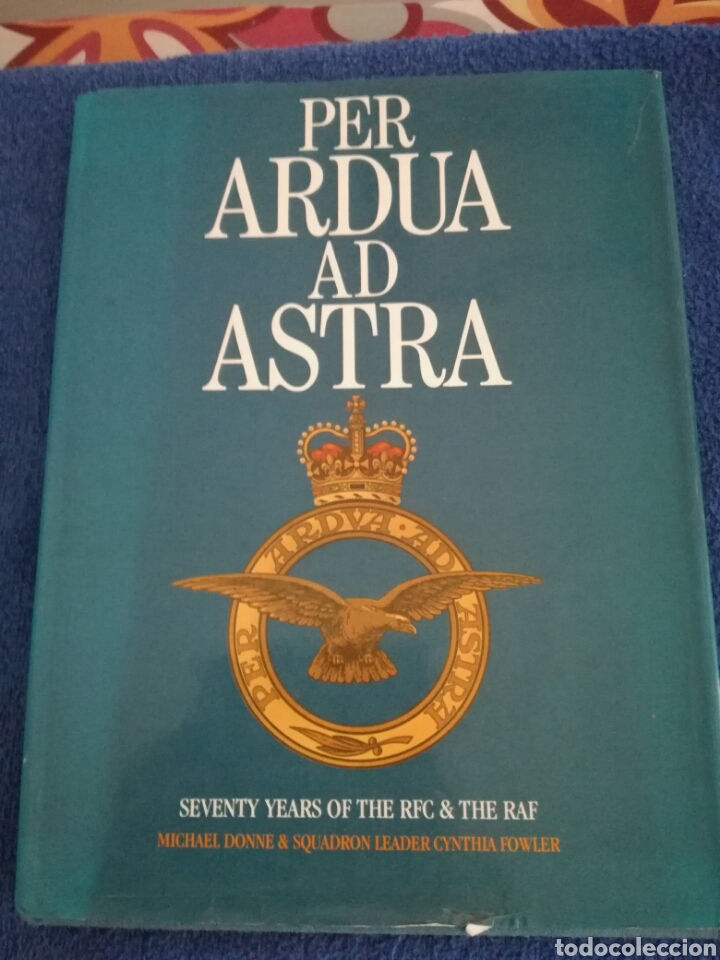 PER
ARDUA
AD
ASTRA
PER ARDVA · AD ASTRA
SEVENTY YEARS OF THE RFC & THE RAF
MICHAEL DONNE & SQUADRON LEADER CYNTHIA FOWLER
todocoleccion